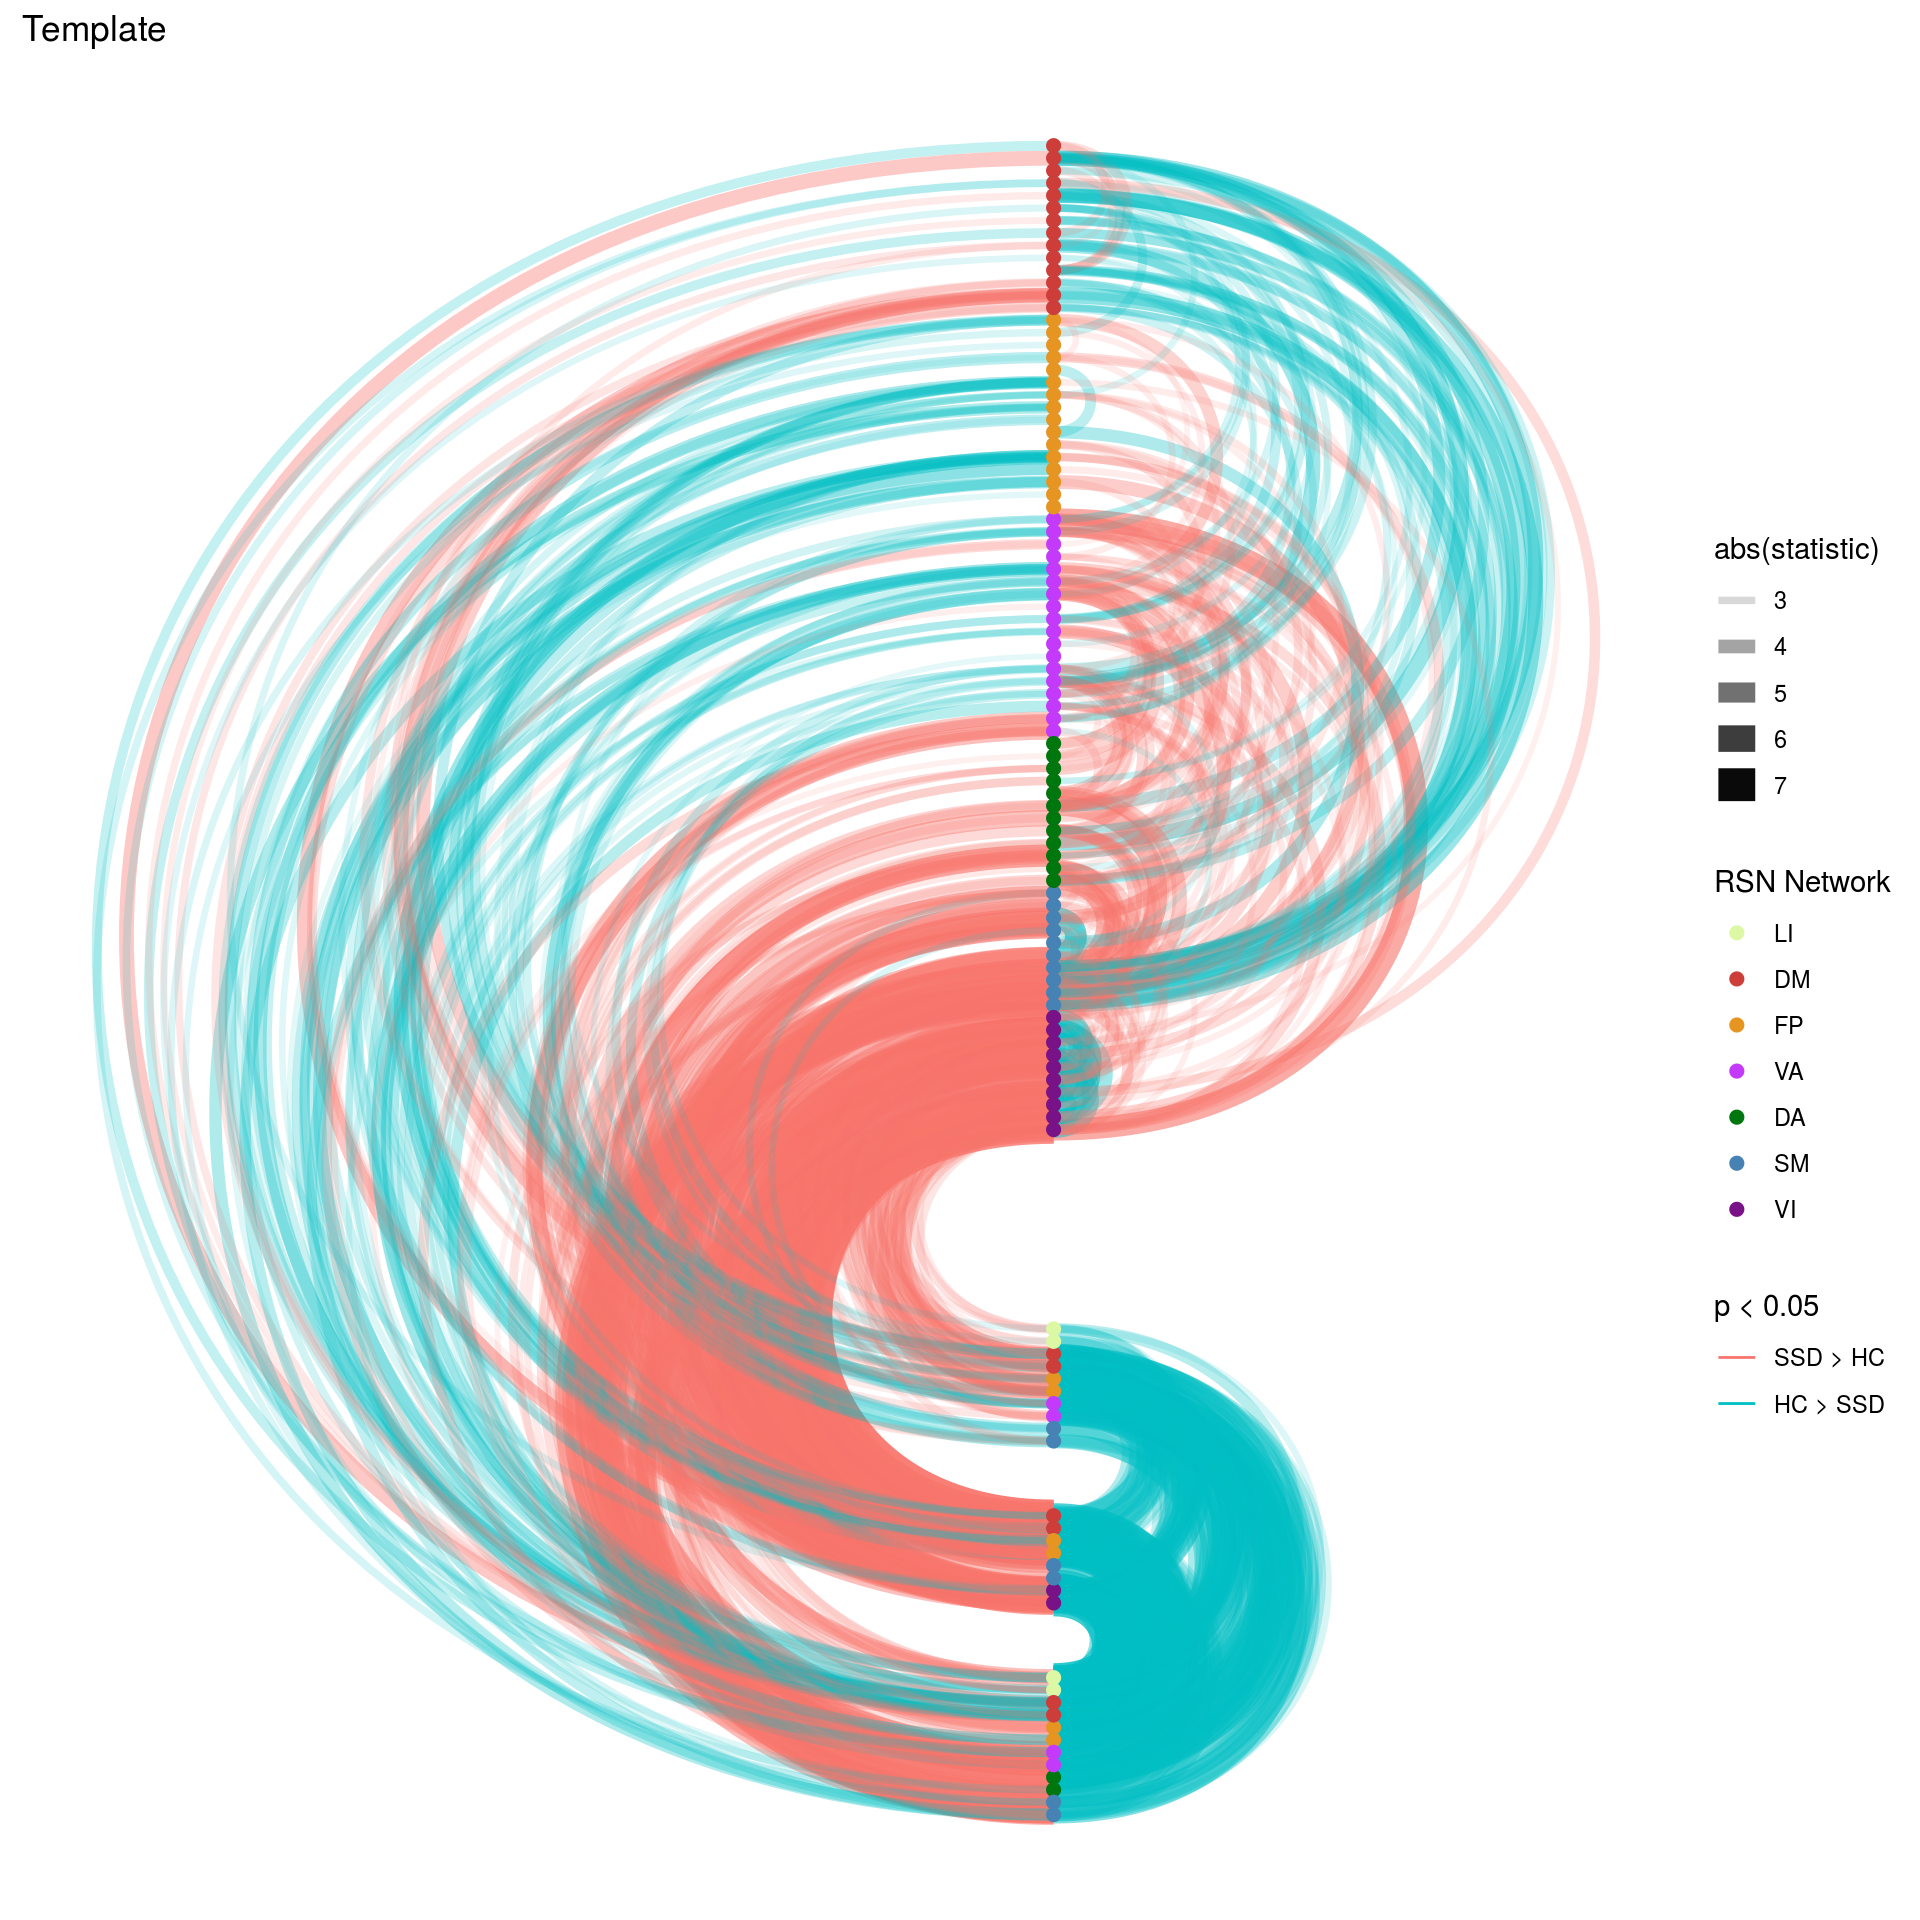 Template
abs(statistic)
3
4
5
6
7
RSN Network
LI
DM
FP
VA
DA
SM
VI
p < 0.05
SSD > HC
HC > SSD